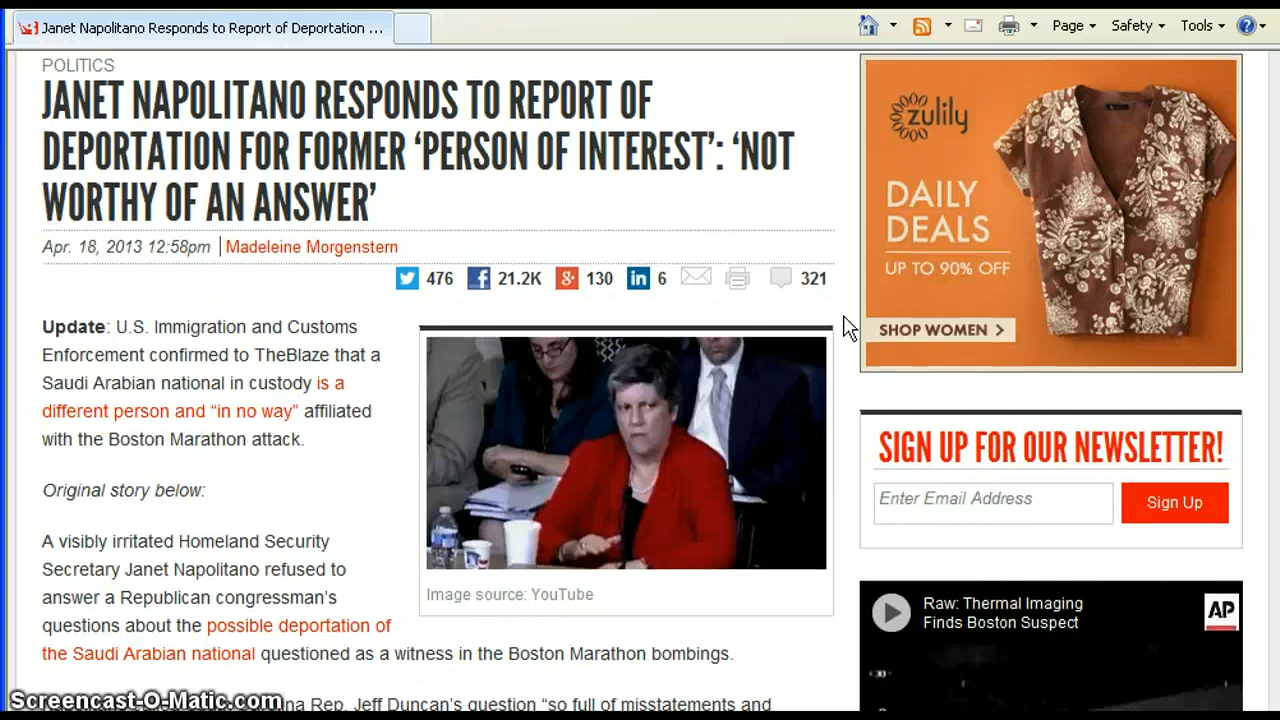 Janet Napolitano Responds to Report of Deportation ...
Page
Safety
Tools
POLITICS
JANET NAPOLITANO RESPONDS TO REPORT OF
DEPORTATION FOR FORMER ‘PERSON OF INTEREST’: ‘NOT
WORTHY OF AN ANSWER’
Apr. 18, 2013 12:58pm | Madeleine Morgenstern
476 21.2K 130 in 6 321
Update: U.S. Immigration and Customs
Enforcement confirmed to TheBlaze that a
Saudi Arabian national in custody is a
different person and “in no way” affiliated
with the Boston Marathon attack.
Original story below:
A visibly irritated Homeland Security
Secretary Janet Napolitano refused to
answer a Republican congressman’s
questions about the possible deportation of
the Saudi Arabian national questioned as a witness in the Boston Marathon bombings.
Rep. Jeff Duncan’s question “so full of misstatements and
Image source: YouTube
zulily
DAILY
DEALS
UP TO 90% OFF
SHOP WOMEN >
SIGN UP FOR OUR NEWSLETTER!
Enter Email Address
Sign Up
Raw: Thermal Imaging
Finds Boston Suspect
AP
Screencast-O-Matic.com